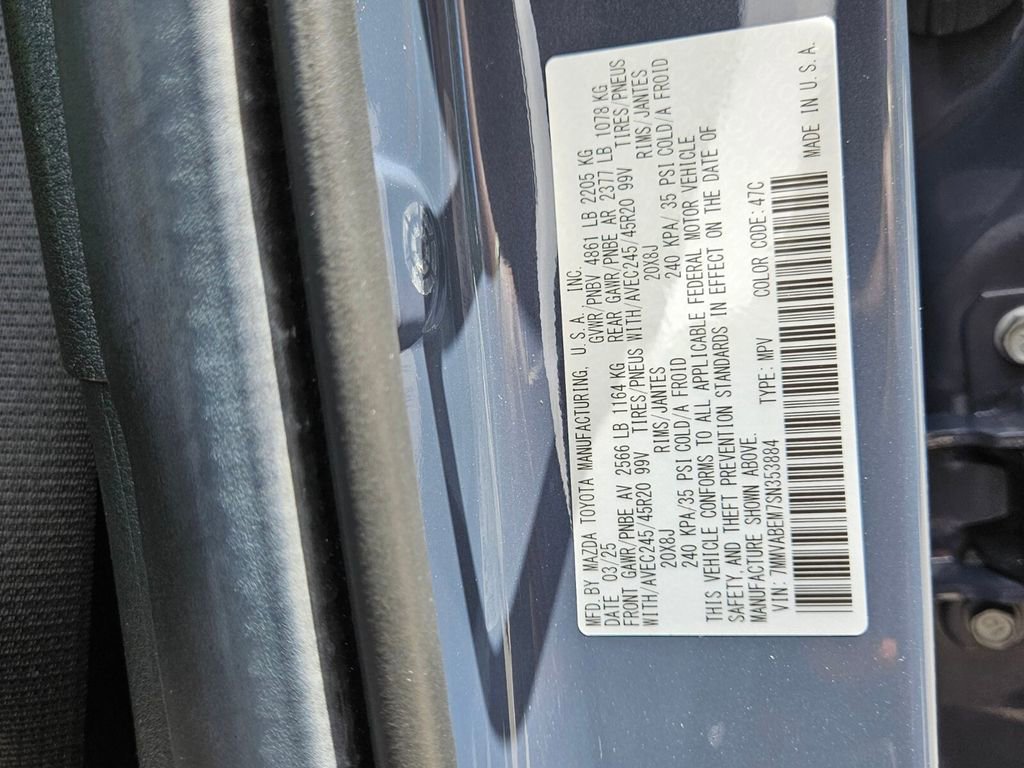 MFD. BY MAZDA TOYOTA MANUFACTURING, U.S.A., INC.
DATE 03/25 GVWR/PNBV 4861 LB 2205 KG
FRONT GAWR/PNBE AV 2566 LB 1164 KG REAR GAWR/PNBE AR 2377 LB 1078 KG
WITH/AVEC245/45R20 99V TIRES/PNEUS WITH/AVEC245/45R20 99V TIRES/PNEUS
20X8J RIMS/JANTES 20X8J RIMS/JANTES
240 KPA/35 PSI COLD/A FROID 240 KPA/ 35 PSI COLD/A FROID
THIS VEHICLE CONFORMS TO ALL APPLICABLE FEDERAL MOTOR VEHICLE
SAFETY AND THEFT PREVENTION STANDARDS IN EFFECT ON THE DATE OF
MANUFACTURE SHOWN ABOVE.
VIN: 7MMVABEM7SN353884 TYPE: MPV COLOR CODE: 47C
MADE IN U.S.A.